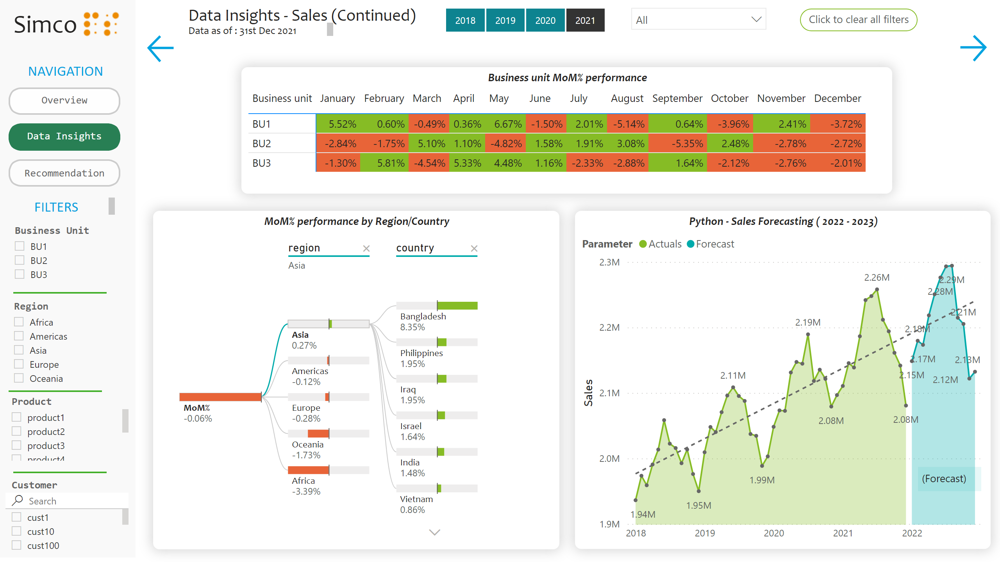 Simco
Data Insights - Sales (Continued)
Data as of : 31st Dec 2021
2018 2019 2020 2021
All
Click to clear all filters
NAVIGATION
Overview
Data Insights
Recommendation
FILTERS
Business Unit
BU1
BU2
BU3
Region
Africa
Americas
Asia
Europe
Oceania
Product
product1
product2
product3
product4
Customer
Search
cust1
cust10
cust100
Business unit MoM% performance
Business unit January February March April May June July August September October November December
BU1 5.52% 0.60% -0.49% 0.36% 6.67% -1.50% 2.01% -5.14% 0.64% -3.96% 2.41% -3.72%
BU2 -2.84% -1.75% 5.10% 1.10% -4.82% 1.58% 1.91% 3.08% -5.35% 2.48% -2.78% -2.72%
BU3 -1.30% 5.81% -4.54% 5.33% 4.48% 1.16% -2.33% -2.88% 1.64% -2.12% -2.76% -2.01%
MoM% performance by Region/Country
region
Asia
country
MoM%
-0.06%
Asia
0.27%
Americas
-0.12%
Europe
-0.28%
Oceania
-1.73%
Africa
-3.39%
Bangladesh
8.35%
Philippines
1.95%
Iraq
1.95%
Israel
1.64%
India
1.48%
Vietnam
0.86%
Python - Sales Forecasting ( 2022 - 2023)
Parameter Actuals Forecast
Sales
2.3M
2.2M
2.1M
2.0M
1.9M
1.94M
1.95M
2.11M
1.99M
2.19M
2.08M
2.26M
2.08M
2.15M
2.18M
2.17M
2.28M
2.29M
2.21M
2.12M
2.13M
(Forecast)
2018 2019 2020 2021 2022